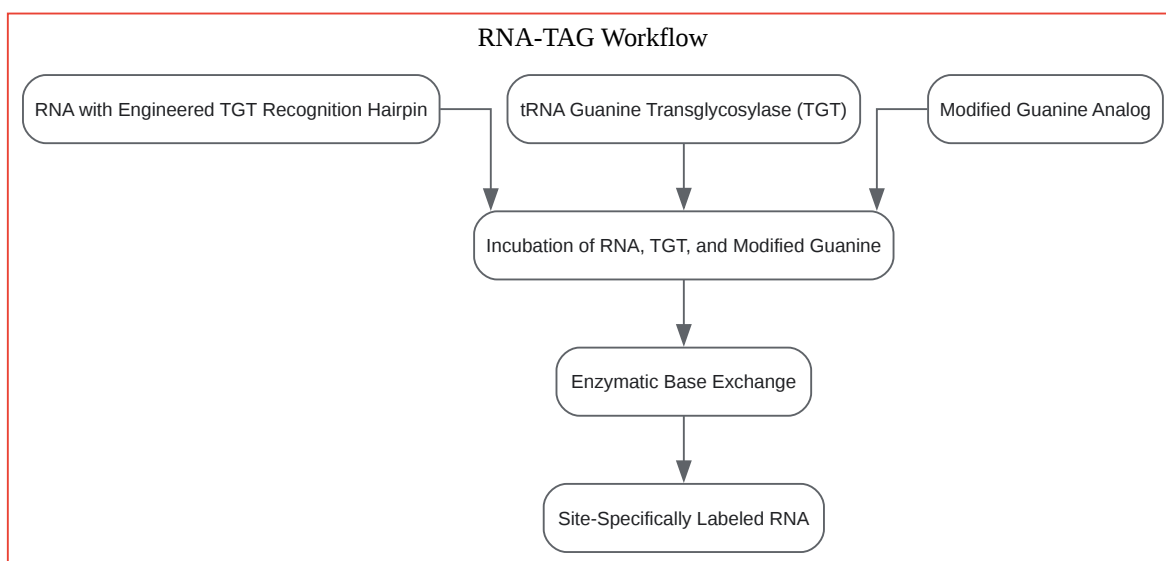 RNA-TAG Workflow
RNA with Engineered TGT Recognition Hairpin
tRNA Guanine Transglycosylase (TGT)
Modified Guanine Analog
Incubation of RNA, TGT, and Modified Guanine
Enzymatic Base Exchange
Site-Specifically Labeled RNA